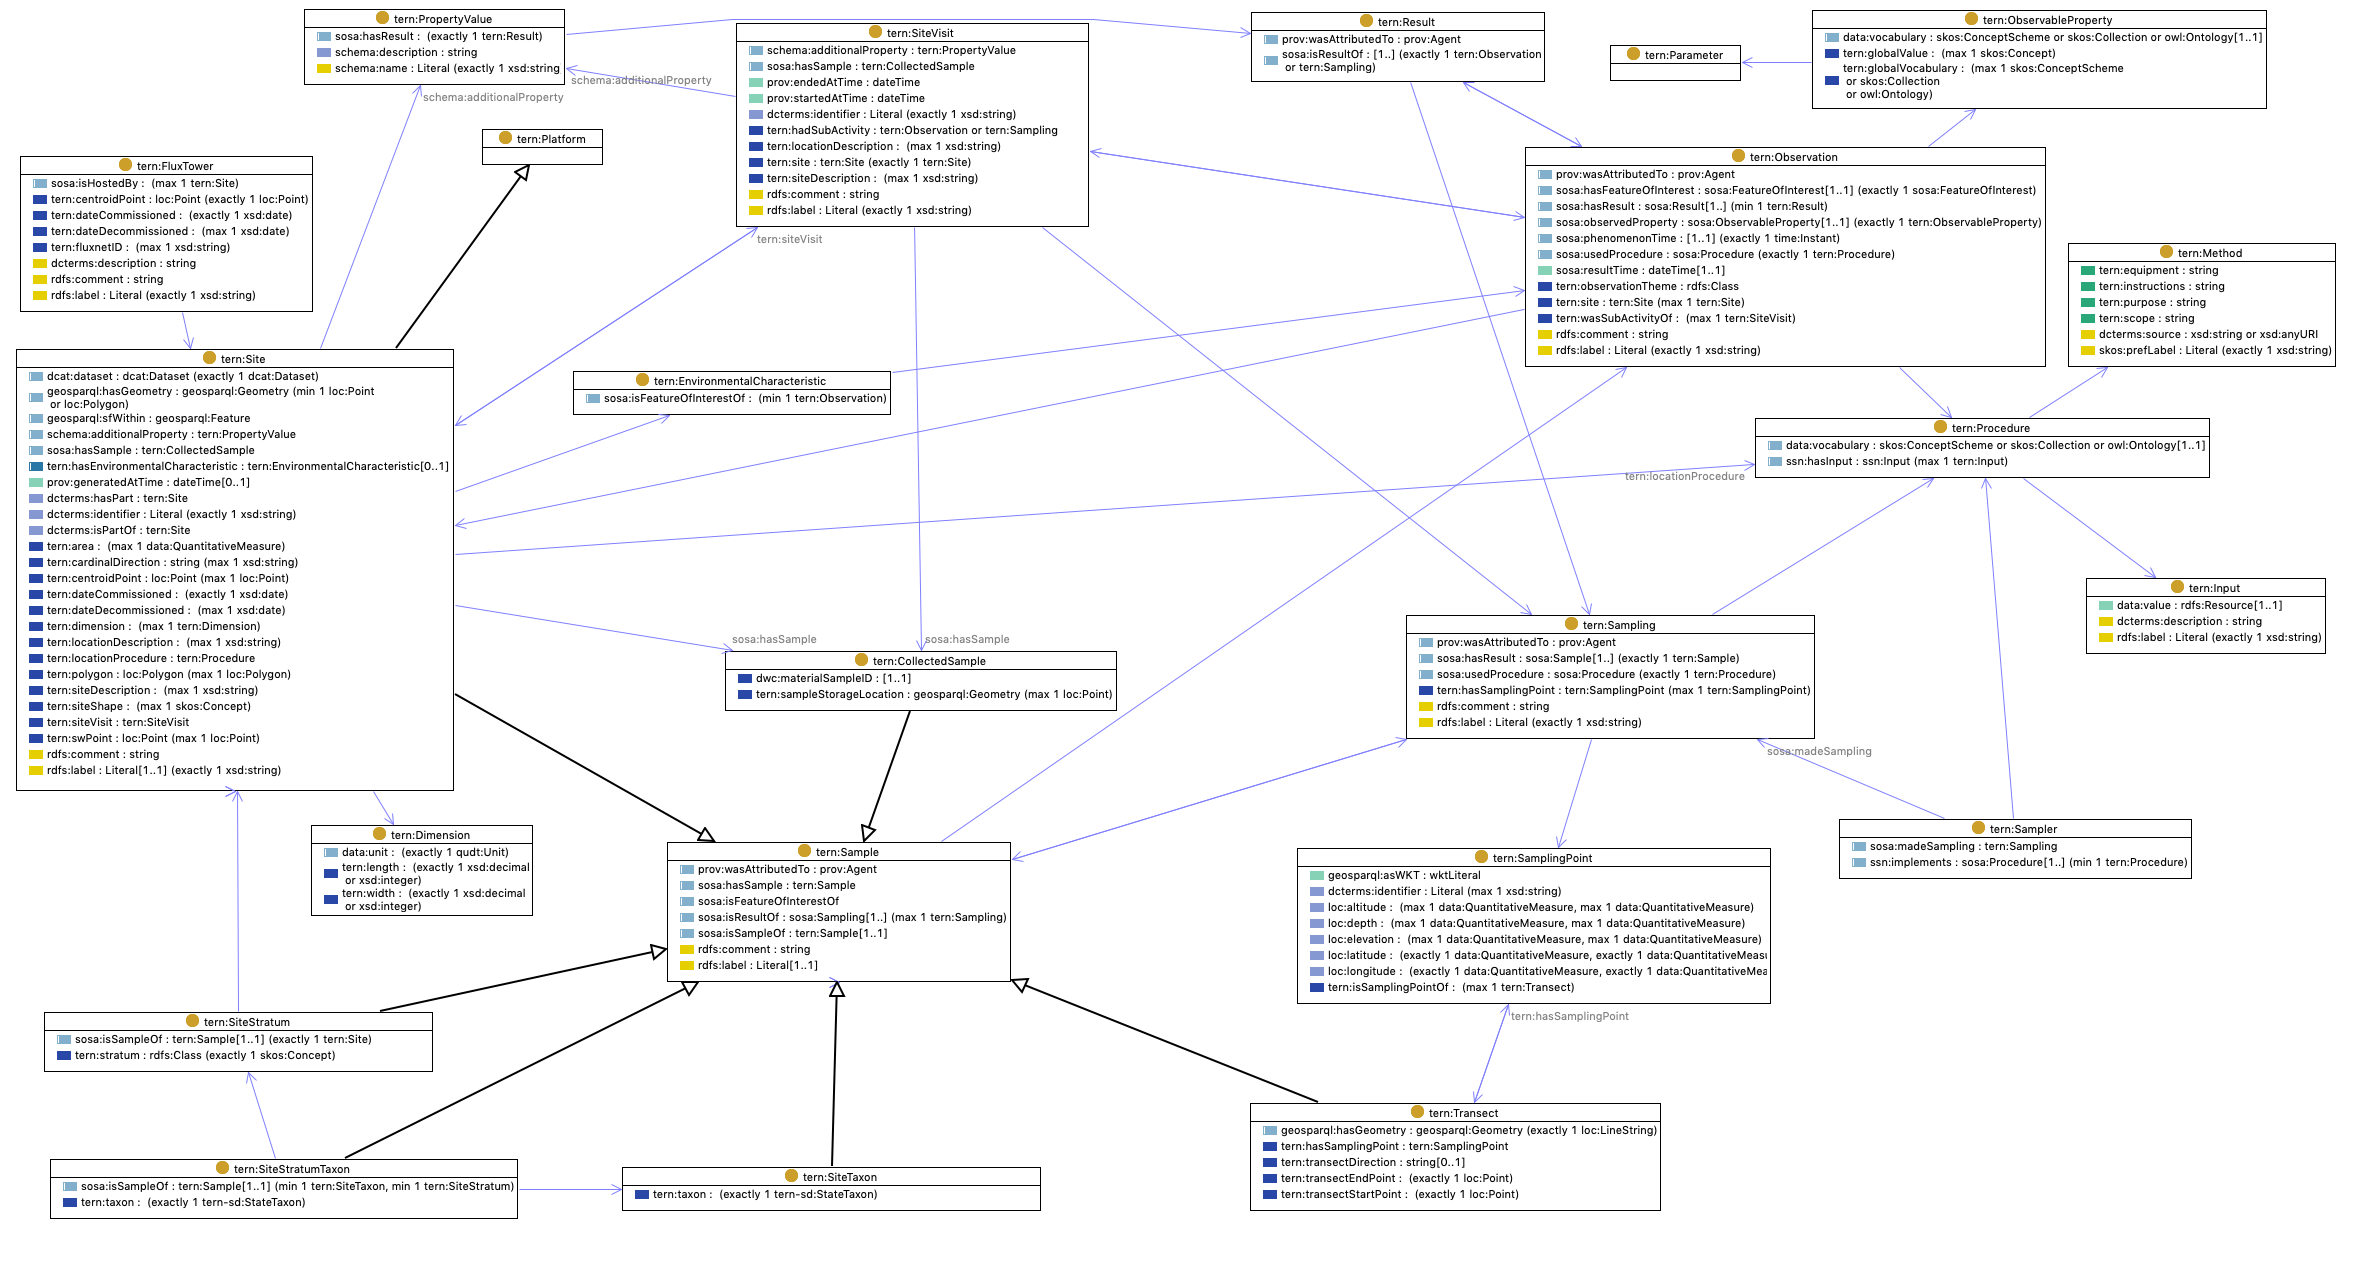 tern:PropertyValue
sosa:hasResult : (exactly 1 tern:Result)
schema:description : string
schema:name : Literal (exactly 1 xsd:string
tern:SiteVisit
schema:additionalProperty : tern:PropertyValue
sosa:hasSample : tern:CollectedSample
prov:endedAtTime : dateTime
prov:startedAtTime : dateTime
dcterms:identifier : Literal (exactly 1 xsd:string)
tern:hadSubActivity : tern:Observation or tern:Sampling
tern:locationDescription : (max 1 xsd:string)
tern:site : tern:Site (exactly 1 tern:Site)
tern:siteDescription : (max 1 xsd:string)
rdfs:comment : string
rdfs:label : Literal (exactly 1 xsd:string)
tern:Result
prov:wasAttributedTo : prov:Agent
sosa:isResultOf : [1..] (exactly 1 tern:Observation
or tern:Sampling)
tern:Parameter
tern:ObservableProperty
data:vocabulary : skos:ConceptScheme or skos:Collection or owl:Ontology[1..1]
tern:globalValue : (max 1 skos:Concept)
tern:globalVocabulary : (max 1 skos:ConceptScheme
or skos:Collection
or owl:Ontology)
schema:additionalProperty
schema:additionalProperty
tern:Platform
tern:FluxTower
sosa:isHostedBy : (max 1 tern:Site)
tern:centroidPoint : loc:Point (exactly 1 loc:Point)
tern:dateCommissioned : (exactly 1 xsd:date)
tern:dateDecommissioned : (max 1 xsd:date)
tern:fluxnetID : (max 1 xsd:string)
dcterms:description : string
rdfs:comment : string
rdfs:label : Literal (exactly 1 xsd:string)
tern:Observation
prov:wasAttributedTo : prov:Agent
sosa:hasFeatureOfInterest : sosa:FeatureOfInterest[1..1] (exactly 1 sosa:FeatureOfInterest)
sosa:hasResult : sosa:Result[1..] (min 1 tern:Result)
sosa:observedProperty : sosa:ObservableProperty[1..1] (exactly 1 tern:ObservableProperty)
sosa:phenomenonTime : [1..1] (exactly 1 time:Instant)
sosa:usedProcedure : sosa:Procedure (exactly 1 tern:Procedure)
sosa:resultTime : dateTime[1..1]
tern:observationTheme : rdfs:Class
tern:site : tern:Site (max 1 tern:Site)
tern:wasSubActivityOf : (max 1 tern:SiteVisit)
rdfs:comment : string
rdfs:label : Literal (exactly 1 xsd:string)
tern:siteVisit
tern:Method
tern:equipment : string
tern:instructions : string
tern:purpose : string
tern:scope : string
dcterms:source : xsd:string or xsd:anyURI
skos:prefLabel : Literal (exactly 1 xsd:string)
tern:Site
dcat:dataset : dcat:Dataset (exactly 1 dcat:Dataset)
geosparql:hasGeometry : geosparql:Geometry (min 1 loc:Point
or loc:Polygon)
geosparql:sfWithin : geosparql:Feature
schema:additionalProperty : tern:PropertyValue
sosa:hasSample : tern:CollectedSample
tern:hasEnvironmentalCharacteristic : tern:EnvironmentalCharacteristic[0..1]
prov:generatedAtTime : dateTime[0..1]
dcterms:hasPart : tern:Site
dcterms:identifier : Literal (exactly 1 xsd:string)
dcterms:isPartOf : tern:Site
tern:area : (max 1 data:QuantitativeMeasure)
tern:cardinalDirection : string (max 1 xsd:string)
tern:centroidPoint : loc:Point (max 1 loc:Point)
tern:dateCommissioned : (exactly 1 xsd:date)
tern:dateDecommissioned : (max 1 xsd:date)
tern:dimension : (max 1 tern:Dimension)
tern:locationDescription : (max 1 xsd:string)
tern:locationProcedure : tern:Procedure
tern:polygon : loc:Polygon (max 1 loc:Polygon)
tern:siteDescription : (max 1 xsd:string)
tern:siteShape : (max 1 skos:Concept)
tern:siteVisit : tern:SiteVisit
tern:swPoint : loc:Point (max 1 loc:Point)
rdfs:comment : string
rdfs:label : Literal[1..1] (exactly 1 xsd:string)
tern:EnvironmentalCharacteristic
sosa:isFeatureOfInterestOf : (min 1 tern:Observation)
tern:Procedure
data:vocabulary : skos:ConceptScheme or skos:Collection or owl:Ontology[1..1]
ssn:hasInput : ssn:Input (max 1 tern:Input)
tern:locationProcedure
tern:Input
data:value : rdfs:Resource[1..1]
dcterms:description : string
rdfs:label : Literal (exactly 1 xsd:string)
sosa:hasSample
sosa:hasSample
tern:CollectedSample
dwc:materialSampleID : [1..1]
tern:sampleStorageLocation : geosparql:Geometry (max 1 loc:Point)
tern:Sampling
prov:wasAttributedTo : prov:Agent
sosa:hasResult : sosa:Sample[1..] (exactly 1 tern:Sample)
sosa:usedProcedure : sosa:Procedure (exactly 1 tern:Procedure)
tern:hasSamplingPoint : tern:SamplingPoint (max 1 tern:SamplingPoint)
rdfs:comment : string
rdfs:label : Literal (exactly 1 xsd:string)
sosa:madeSampling
tern:Dimension
data:unit : (exactly 1 qudt:Unit)
tern:length : (exactly 1 xsd:decimal
or xsd:integer)
tern:width : (exactly 1 xsd:decimal
or xsd:integer)
tern:Sample
prov:wasAttributedTo : prov:Agent
sosa:hasSample : tern:Sample
sosa:isFeatureOfInterestOf
sosa:isResultOf : sosa:Sampling[1..] (max 1 tern:Sampling)
sosa:isSampleOf : tern:Sample[1..1]
rdfs:comment : string
rdfs:label : Literal[1..1]
tern:SamplingPoint
geosparql:asWKT : wktLiteral
dcterms:identifier : Literal (max 1 xsd:string)
loc:altitude : (max 1 data:QuantitativeMeasure, max 1 data:QuantitativeMeasure)
loc:depth : (max 1 data:QuantitativeMeasure, max 1 data:QuantitativeMeasure)
loc:elevation : (max 1 data:QuantitativeMeasure, max 1 data:QuantitativeMeasure)
loc:latitude : (exactly 1 data:QuantitativeMeasure, exactly 1 data:QuantitativeMeasu
loc:longitude : (exactly 1 data:QuantitativeMeasure, exactly 1 data:QuantitativeMea
tern:isSamplingPointOf : (max 1 tern:Transect)
tern:Sampler
sosa:madeSampling : tern:Sampling
ssn:implements : sosa:Procedure[1..] (min 1 tern:Procedure)
tern:hasSamplingPoint
tern:SiteStratum
sosa:isSampleOf : tern:Sample[1..1] (exactly 1 tern:Site)
tern:stratum : rdfs:Class (exactly 1 skos:Concept)
tern:Transect
geosparql:hasGeometry : geosparql:Geometry (exactly 1 loc:LineString)
tern:hasSamplingPoint : tern:SamplingPoint
tern:transectDirection : string[0..1]
tern:transectEndPoint : (exactly 1 loc:Point)
tern:transectStartPoint : (exactly 1 loc:Point)
tern:SiteStratumTaxon
sosa:isSampleOf : tern:Sample[1..1] (min 1 tern:SiteTaxon, min 1 tern:SiteStratum)
tern:taxon : (exactly 1 tern-sd:StateTaxon)
tern:SiteTaxon
tern:taxon : (exactly 1 tern-sd:StateTaxon)